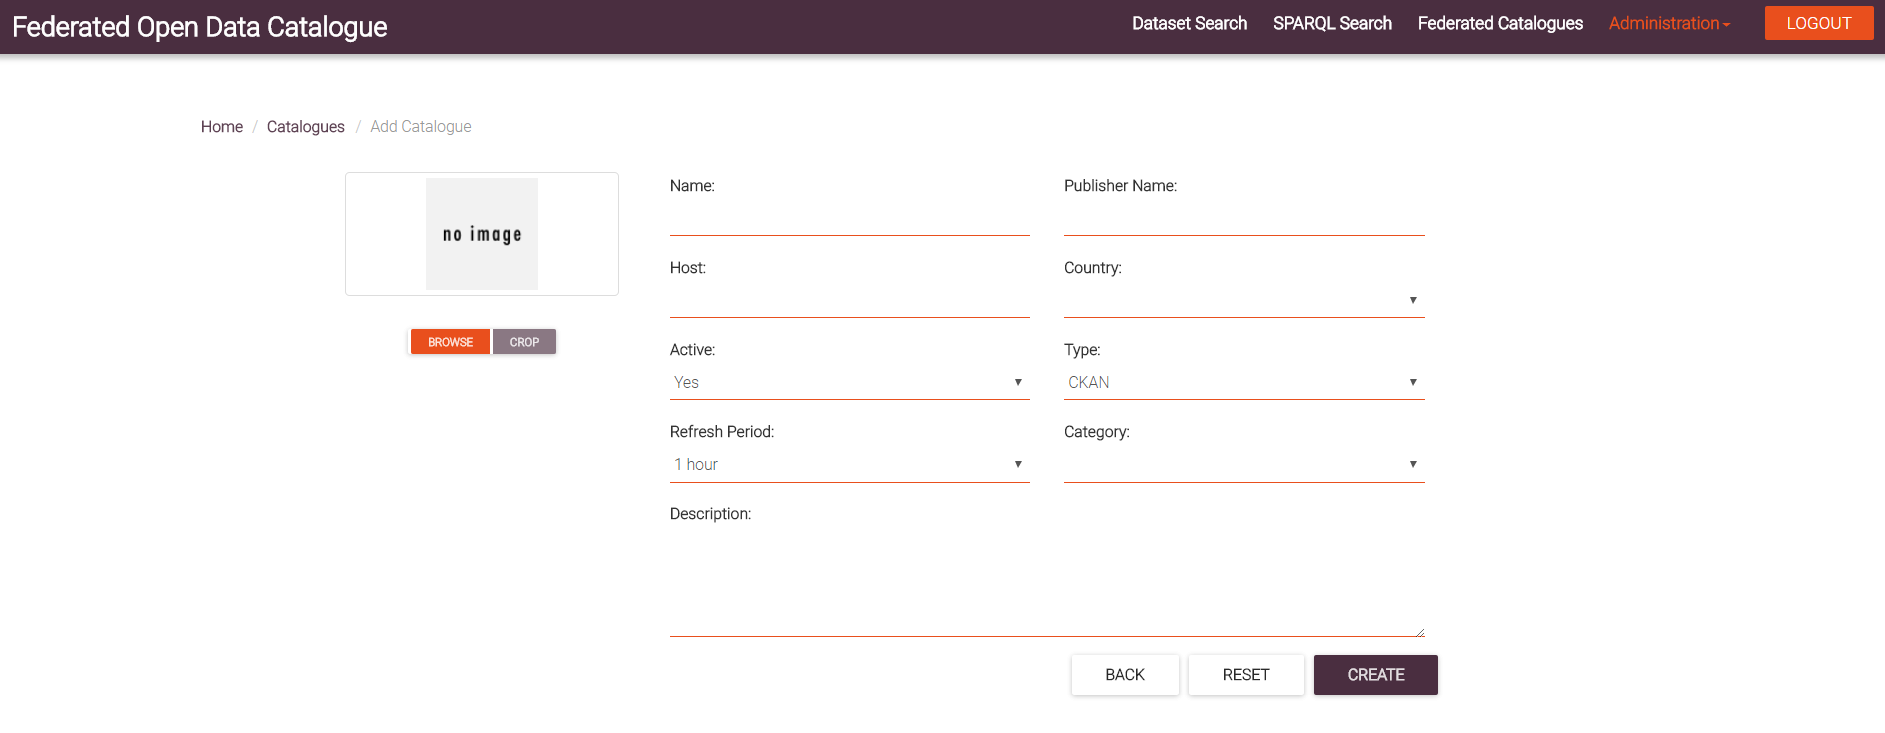 Federated Open Data Catalogue
Dataset Search SPARQL Search Federated Catalogues Administration LOGOUT
Home / Catalogues / Add Catalogue
no image
BROWSE CROP
Name: Publisher Name:
Host: Country:
Active: Type:
Yes CKAN
Refresh Period: Category:
1 hour
Description:
BACK RESET CREATE